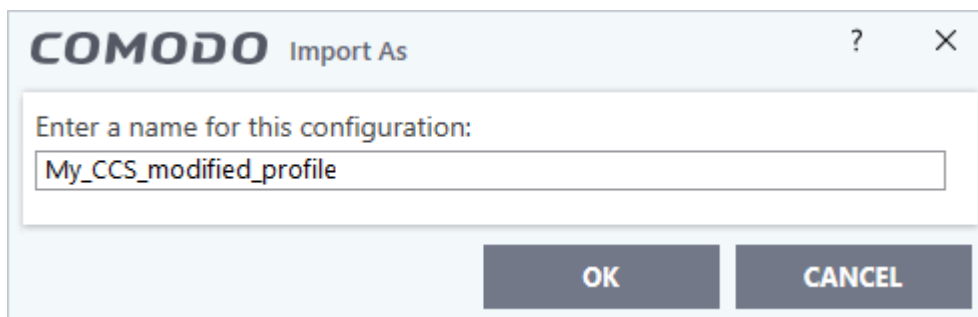 COMODO Import As ? X
Enter a name for this configuration:
My_CCS_modified_profile
OK CANCEL